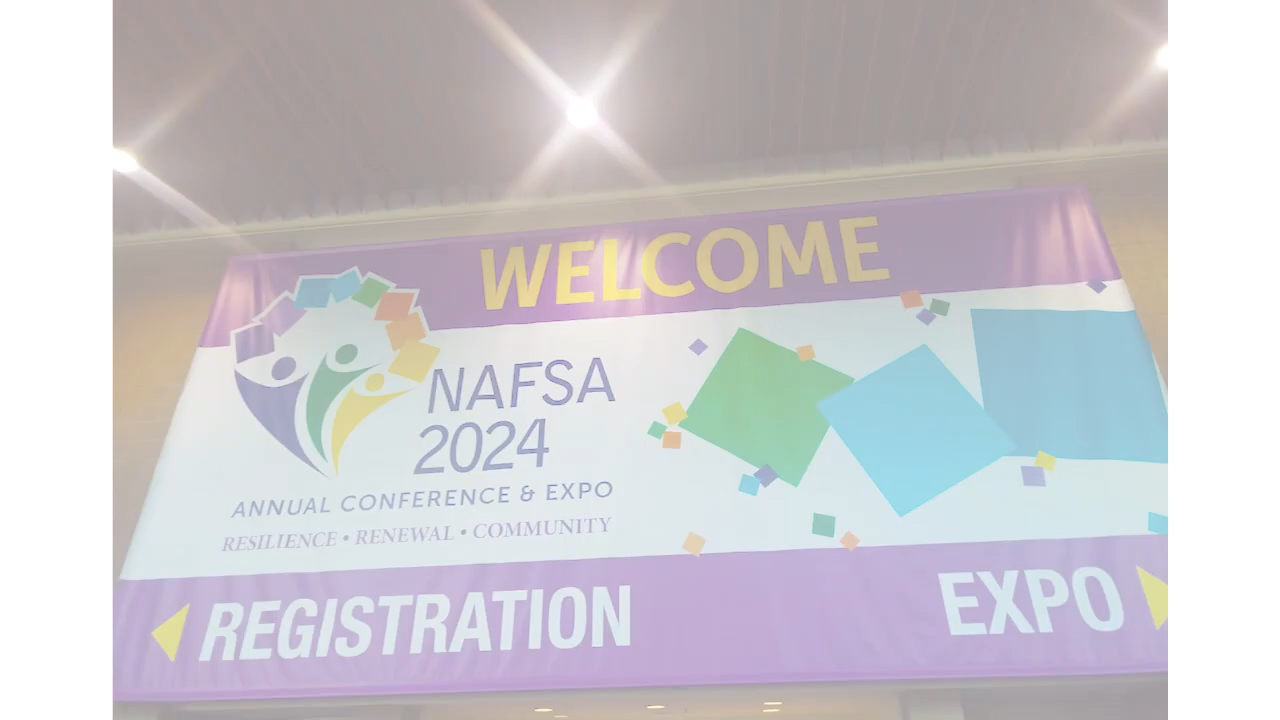 WELCOME
NAFSA
2024
ANNUAL CONFERENCE & EXPO
RESILIENCE • RENEWAL • COMMUNITY
REGISTRATION
EXPO